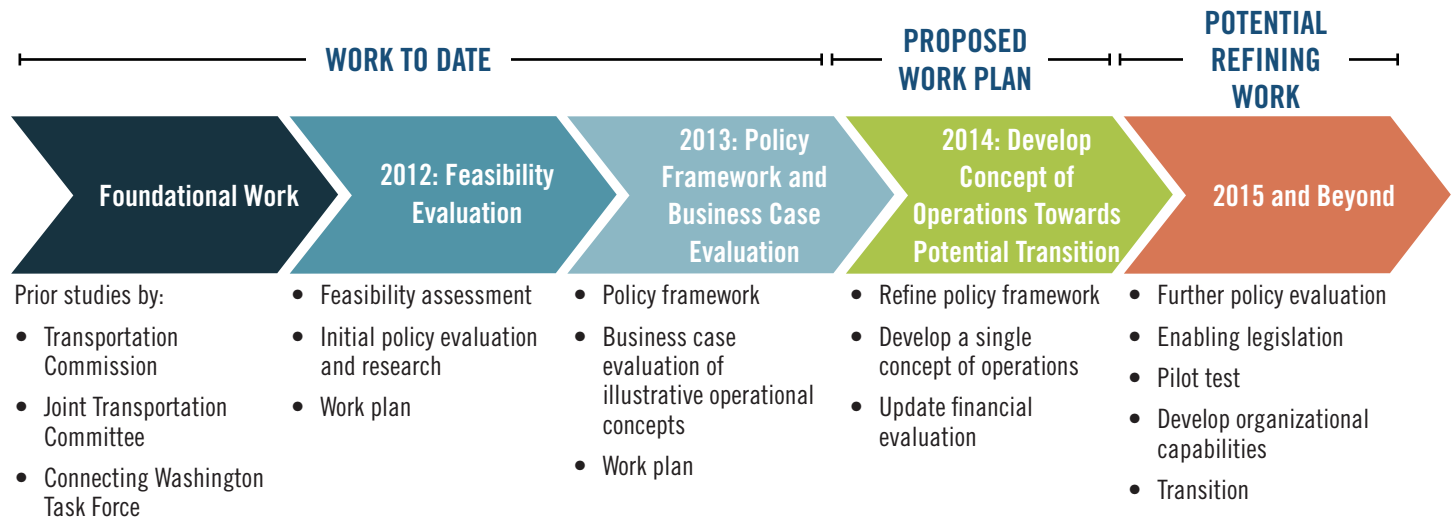 WORK TO DATE
PROPOSED
WORK PLAN
POTENTIAL
REFINING
WORK
Foundational Work
2012: Feasibility
Evaluation
2013: Policy
Framework and
Business Case
Evaluation
2014: Develop
Concept of
Operations Towards
Potential Transition
2015 and Beyond
Prior studies by:
• Transportation
Commission
• Joint Transportation
Committee
• Connecting Washington
Task Force
• Feasibility assessment
• Initial policy evaluation
and research
• Work plan
• Policy framework
• Business case
evaluation of
illustrative operational
concepts
• Work plan
• Refine policy framework
• Develop a single
concept of operations
• Update financial
evaluation
• Further policy evaluation
• Enabling legislation
• Pilot test
• Develop organizational
capabilities
• Transition